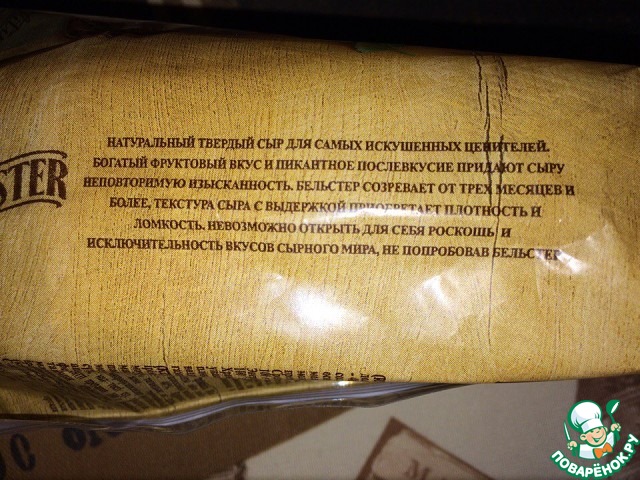 STER
НАТУРАЛЬНЫЙ ТВЕРДЫЙ СЫР ДЛЯ САМЫХ ИСКУШЕННЫХ ЦЕНИТЕЛЕЙ.
БОГАТЫЙ ФРУКТОВЫЙ ВКУС И ПИКАНТНОЕ ПОСЛЕВКУСИЕ ПРИДАЮТ СЫРУ
НЕПОВТОРИМУЮ ИЗЫСКАННОСТЬ. БЕЛЬСТЕР СОЗРЕВАЕТ ОТ ТРЕХ МЕСЯЦЕВ И
БОЛЕЕ, ТЕКСТУРА СЫРА С ВЫДЕРЖКОЙ ПРИОБРЕТАЕТ ПЛОТНОСТЬ И
ЛОМКОСТЬ. НЕВОЗМОЖНО ОТКРЫТЬ ДЛЯ СЕБЯ РОСКОШЬ И
ИСКЛЮЧИТЕЛЬНОСТЬ ВКУСОВ СЫРНОГО МИРА, НЕ ПОПРОБОВАВ БЕЛЬСТЕР
ПОВАРЁНОК.РУ